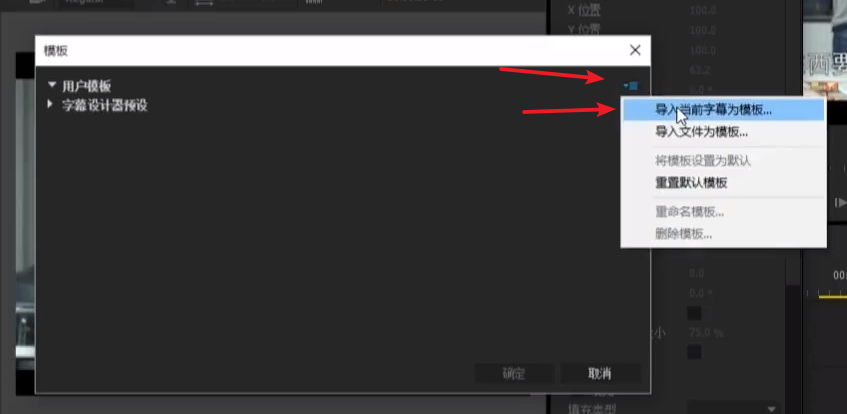 X 位置
100.0
Y 位置
100.0
100.0
模板
63.2
用户模板
字幕设计器预设
导入当前字幕为模板...
导入文件为模板...
将模板设置为默认
重置默认模板
重命名模板...
删除模板...
0.0
0.0 °
00:
小
75.0 %
确定
取消
填充类型
西要